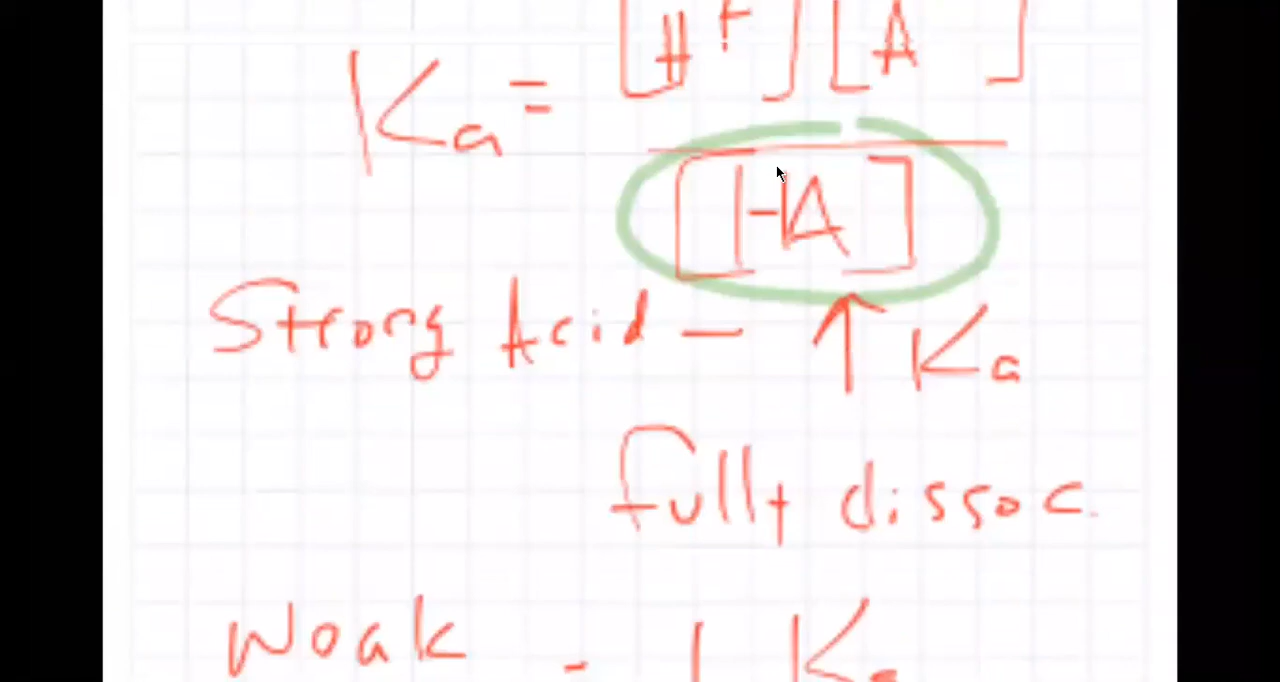 [H+][A ]
Ka =
[HA]
Strong Acid - ↑ Ka
fully dissoc.
Weak - Ka